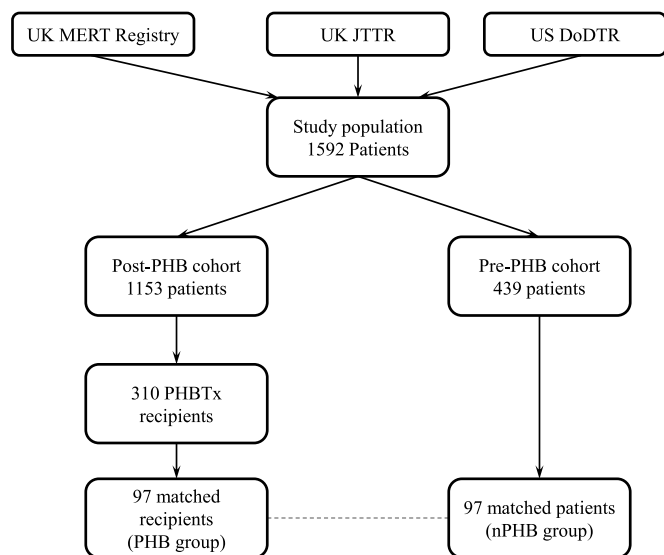 UK MERT Registry
UK JTTR
US DoDTR
Study population
1592 Patients
Post-PHB cohort
1153 patients
Pre-PHB cohort
439 patients
310 PHBTx
recipients
97 matched
recipients
(PHB group)
97 matched patients
(nPHB group)